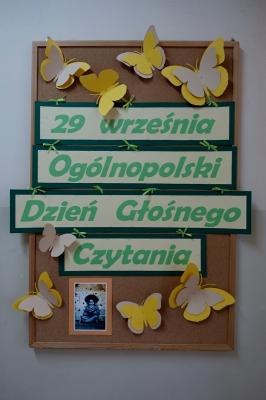 29 września
Ogólnopolski
Dzień Głośnego
Czytania